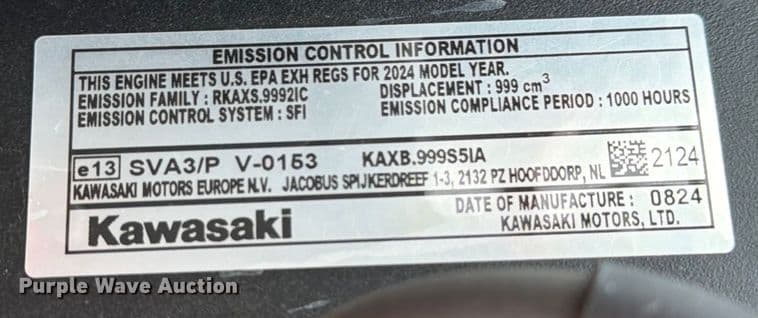 EMISSION CONTROL INFORMATION
THIS ENGINE MEETS U.S. EPA EXH REGS FOR 2024 MODEL YEAR.
EMISSION FAMILY : RKAXS.9992IC DISPLACEMENT : 999 cm3
EMISSION CONTROL SYSTEM : SFI EMISSION COMPLIANCE PERIOD : 1000 HOURS
e13 SVA3/P V-0153 KAXB.999S5IA 2124
KAWASAKI MOTORS EUROPE N.V. JACOBUS SPIJKERDREEF 1-3, 2132 PZ HOOFDDORP, NL
Kawasaki DATE OF MANUFACTURE : 0824
KAWASAKI MOTORS, LTD.
Purple Wave Auction